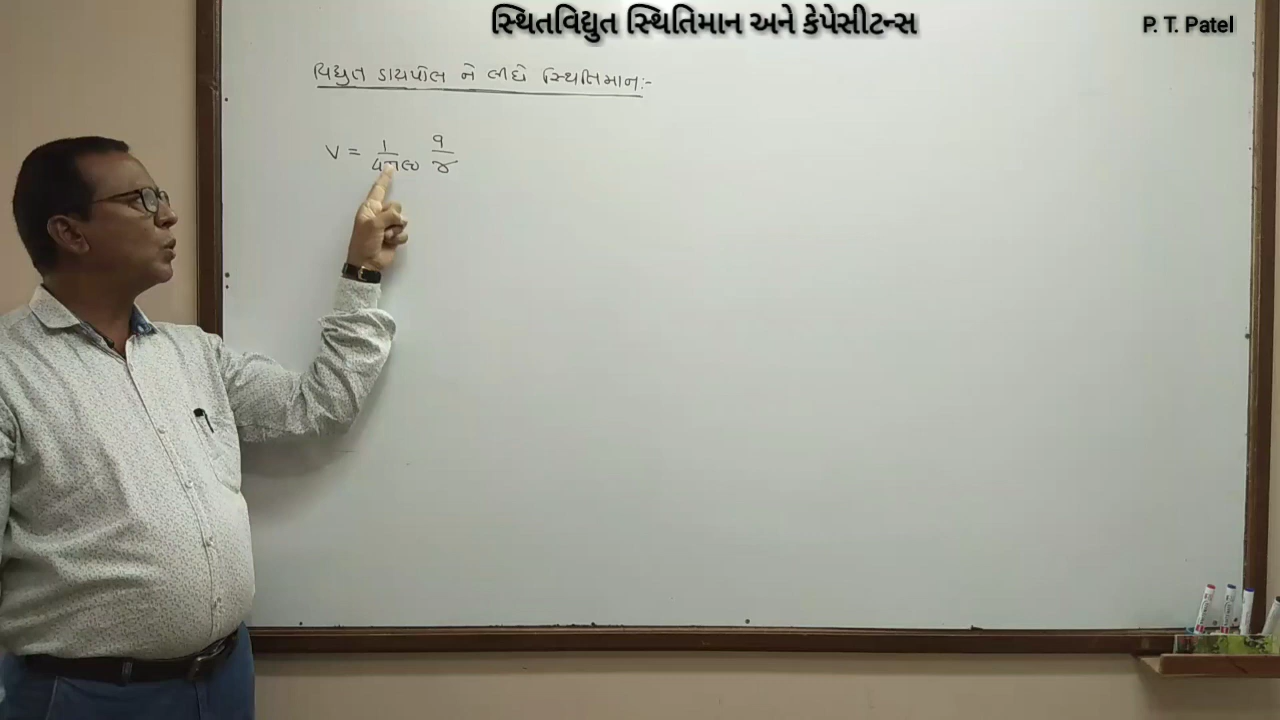 સ્થિતવિદ્યુત સ્થિતિમાન અને કેપેસીટન્સ
P. T. Patel
વિદ્યુત ડાયપોલ ને લીધે સ્થિતિમાન:-
V = 1/4πε0 q/r